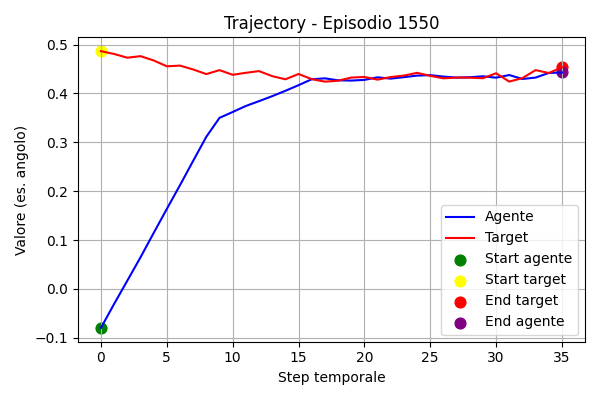 Trajectory - Episodio 1550
Valore (es. angolo)
0.5
0.4
0.3
0.2
0.1
0.0
−0.1
0 5 10 15 20 25 30 35
Step temporale
Agente
Target
Start agente
Start target
End target
End agente